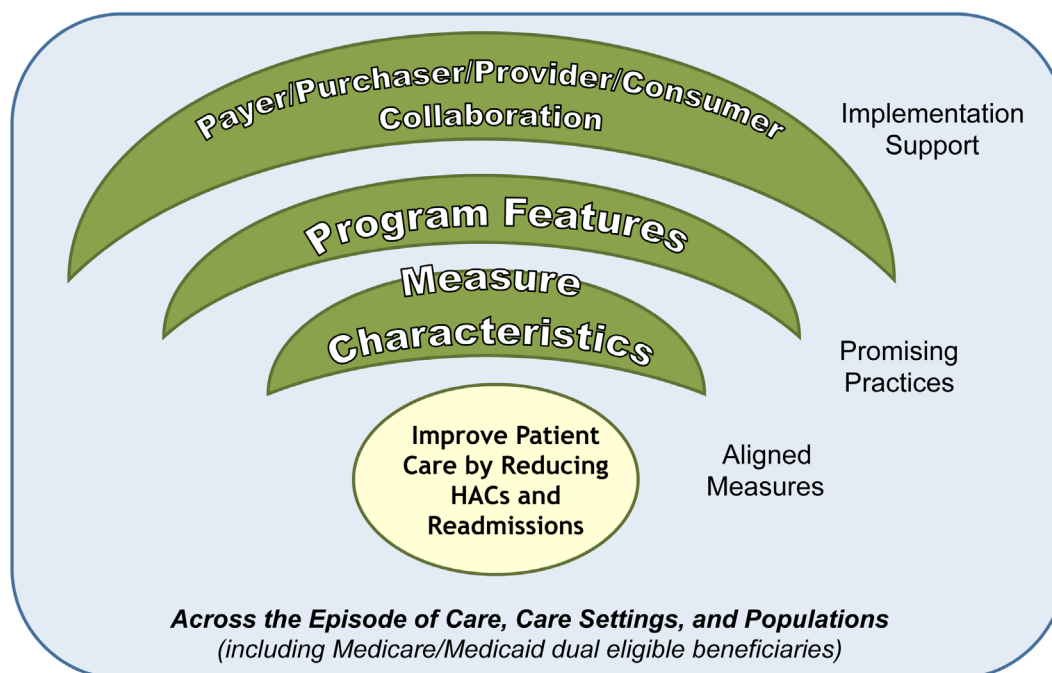 Payer/Purchaser/Provider/Consumer
Collaboration
Implementation
Support
Program Features
Measure
Characteristics
Promising
Practices
Improve Patient
Care by Reducing
HACs and
Readmissions
Aligned
Measures
Across the Episode of Care, Care Settings, and Populations
(including Medicare/Medicaid dual eligible beneficiaries)